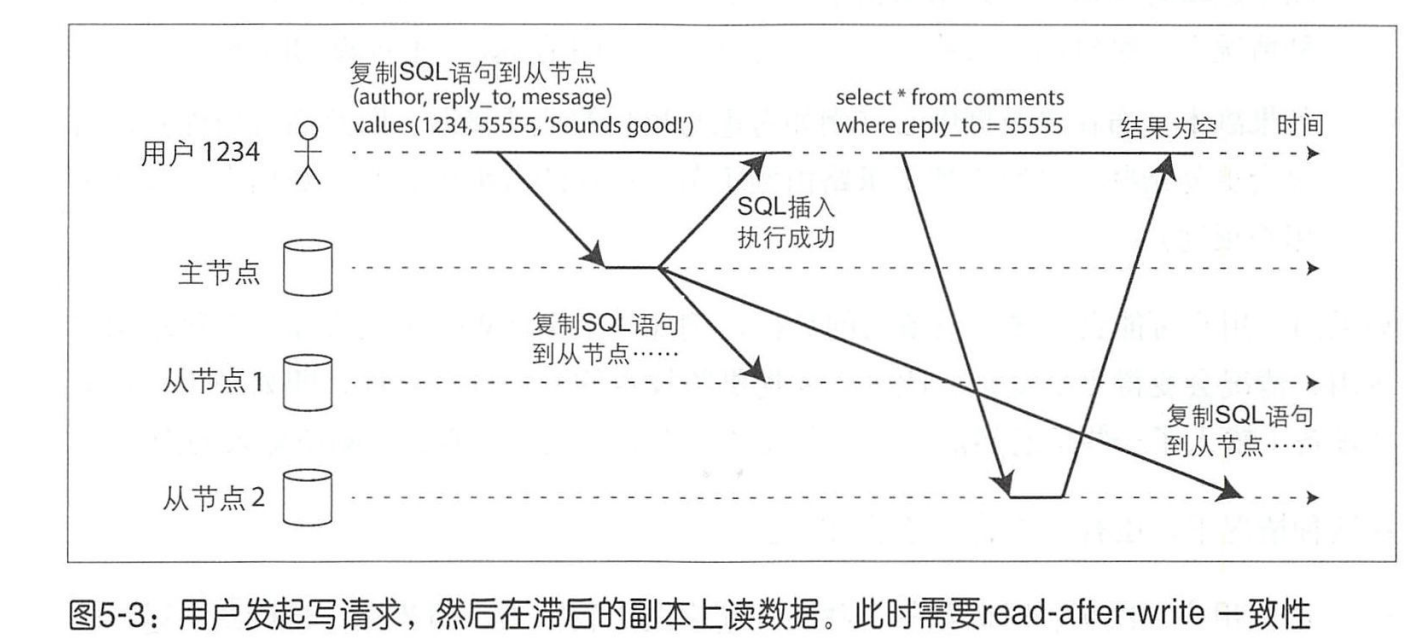 复制SQL语句到从节点
(author, reply_to, message)
values(1234, 55555, ‘Sounds good!’)
select * from comments
where reply_to = 55555
结果为空
时间
用户 1234
SQL插入
执行成功
主节点
复制SQL语句
到从节点……
从节点1
复制SQL语句
到从节点……
从节点2
图5-3：用户发起写请求，然后在滞后的副本上读数据。此时需要read-after-write 一致性